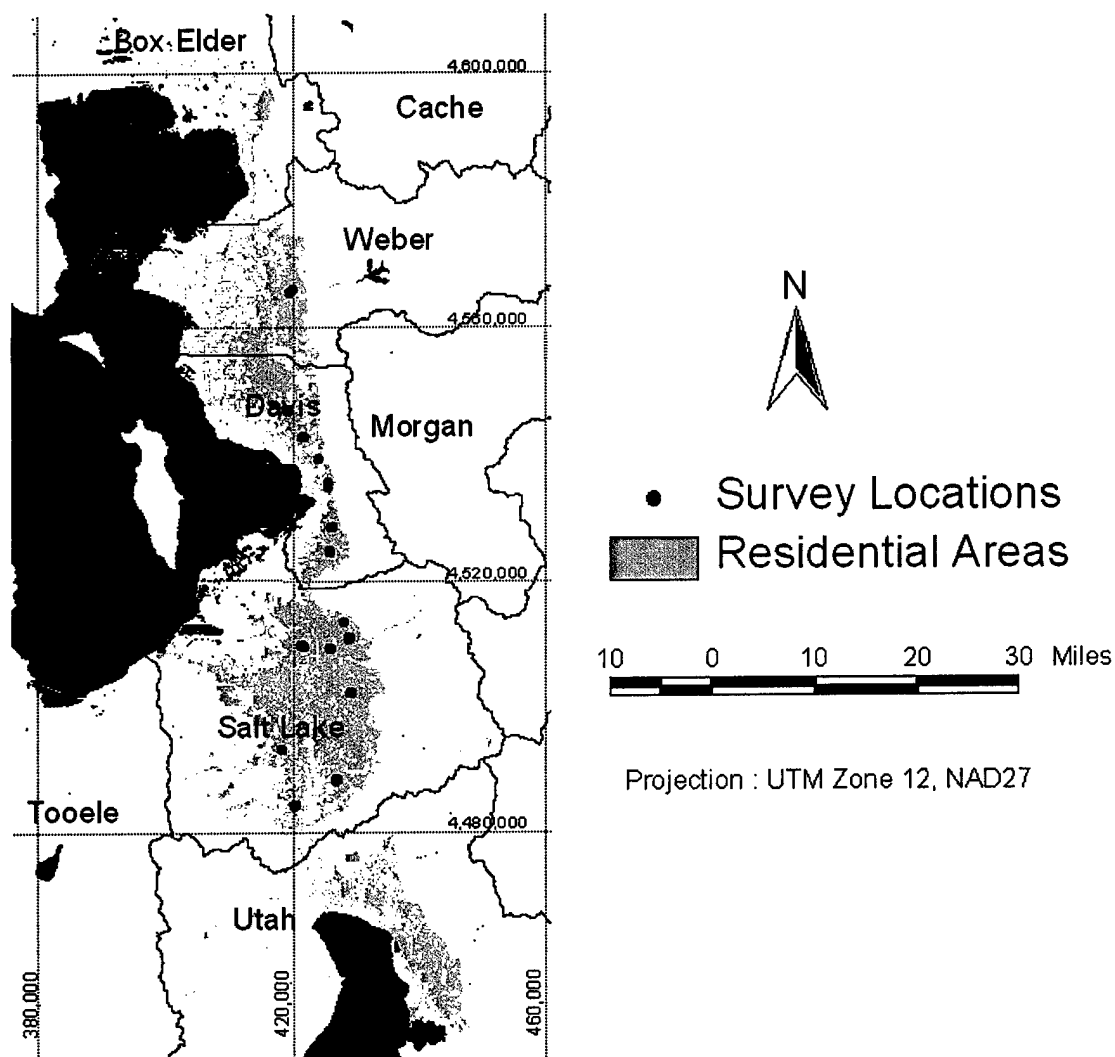 Box Elder
4,600,000
Cache
Weber
4,560,000
Davis
Morgan
4,520,000
Salt Lake
Tooele
4,480,000
Utah
380,000
420,000
460,000
N
Survey Locations
Residential Areas
10 0 10 20 30 Miles
Projection : UTM Zone 12, NAD27